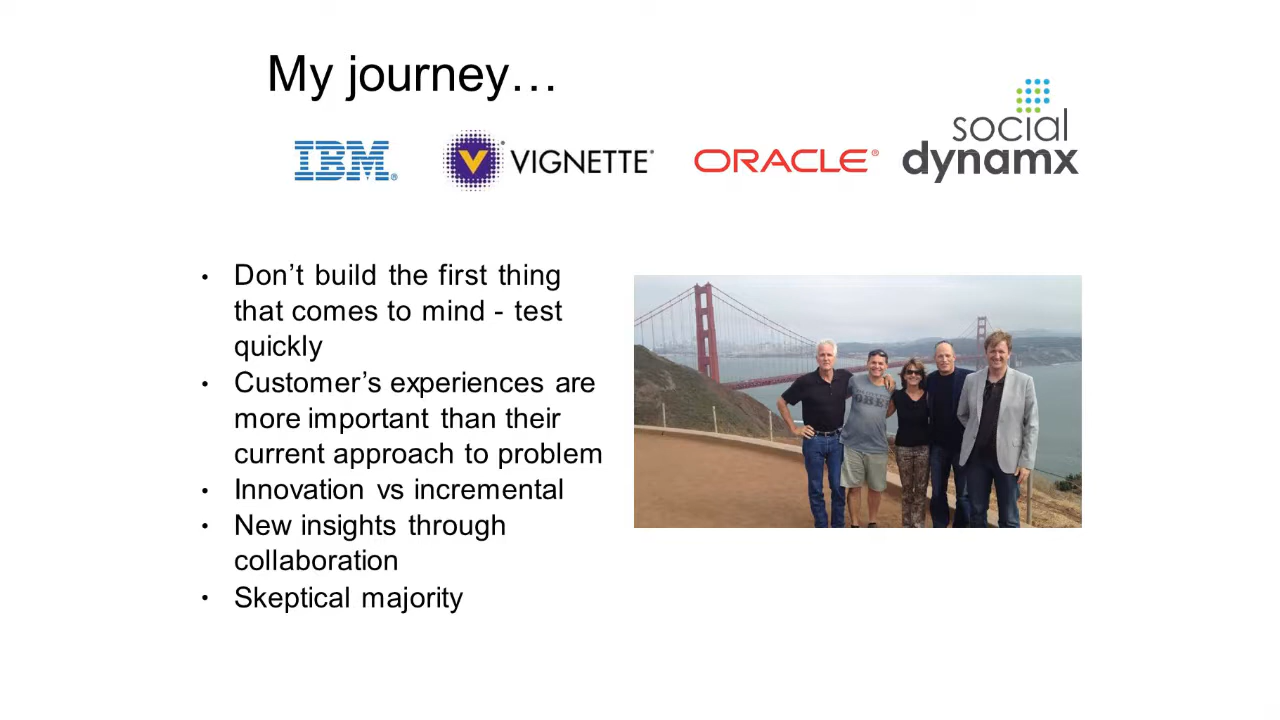 My journey…
IBM®
V VIGNETTE®
ORACLE®
social
dynamx
• Don’t build the first thing
that comes to mind - test
quickly
• Customer’s experiences are
more important than their
current approach to problem
• Innovation vs incremental
• New insights through
collaboration
• Skeptical majority